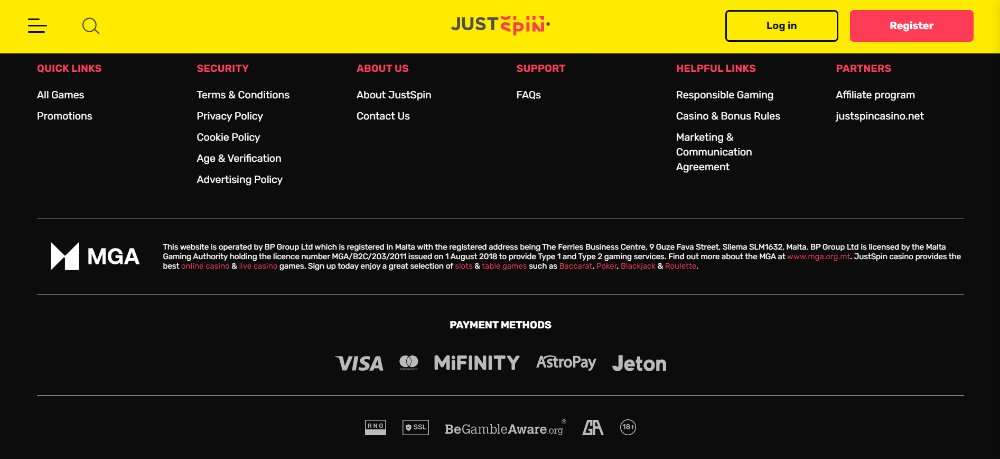 JUSTSPIN
Log in
Register
QUICK LINKS
All Games
Promotions
SECURITY
Terms & Conditions
Privacy Policy
Cookie Policy
Age & Verification
Advertising Policy
ABOUT US
About JustSpin
Contact Us
SUPPORT
FAQs
HELPFUL LINKS
Responsible Gaming
Casino & Bonus Rules
Marketing &
Communication
Agreement
PARTNERS
Affiliate program
justspincasino.net
MGA
This website is operated by BP Group Ltd which is registered in Malta with the registered address being The Ferries Business Centre, 9 Guze Fava Street, Sliema SLM1632, Malta. BP Group Ltd is licensed by the Malta
Gaming Authority holding the licence number MGA/B2C/203/2011 issued on 1 August 2018 to provide Type 1 and Type 2 gaming services. Find out more about the MGA at www.mga.org.mt. JustSpin casino provides the
best online casino & live casino games. Sign up today enjoy a great selection of slots & table games such as Baccarat, Poker, Blackjack & Roulette.
PAYMENT METHODS
VISA
MiFINITY
AstroPay
Jeton
RNG
SSL
BeGambleAware.org®
GA
18+